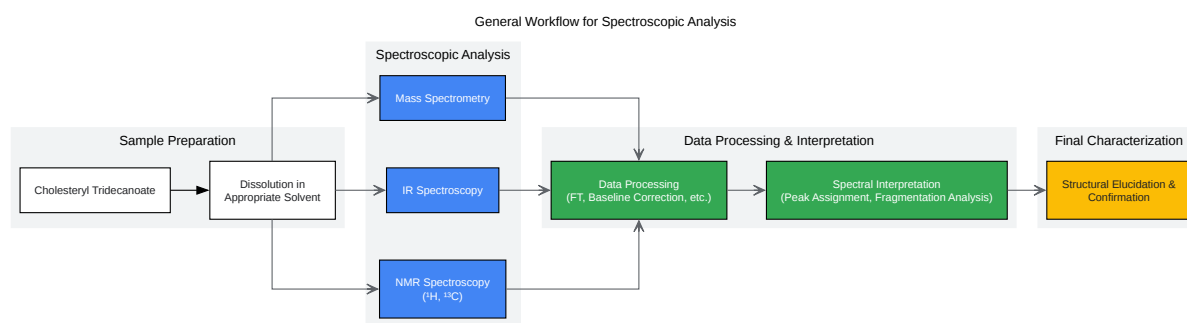 General Workflow for Spectroscopic Analysis
Sample Preparation
Cholesteryl Tridecanoate
Dissolution in
Appropriate Solvent
Spectroscopic Analysis
Mass Spectrometry
IR Spectroscopy
NMR Spectroscopy
(¹H, ¹³C)
Data Processing & Interpretation
Data Processing
(FT, Baseline Correction, etc.)
Spectral Interpretation
(Peak Assignment, Fragmentation Analysis)
Final Characterization
Structural Elucidation &
Confirmation